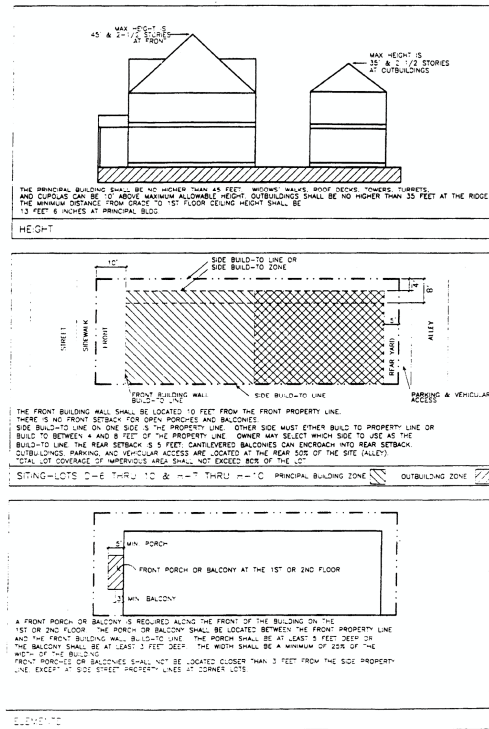 MAX HEIGHT IS
45' & 2-1/2 STORIES
AT FRONT
MAX HEIGHT IS
35' & 2 1/2 STORIES
AT OUTBUILDINGS
THE PRINCIPAL BUILDING SHALL BE NO HIGHER THAN 45 FEET. WIDOWS' WALKS, ROOF DECKS, TOWERS, TURRETS,
AND CUPOLAS CAN BE 10' ABOVE MAXIMUM ALLOWABLE HEIGHT. OUTBUILDINGS SHALL BE NO HIGHER THAN 35 FEET AT THE RIDGE
THE MINIMUM DISTANCE FROM GRADE TO 1ST FLOOR CEILING HEIGHT SHALL BE
13 FEET 6 INCHES AT PRINCIPAL BLDG
HEIGHT
SIDE BUILD-TO LINE OR
SIDE BUILD-TO ZONE
10'
4'
8'
STREET
SIDEWALK
FRONT
REAR YARD
ALLEY
FRONT BUILDING WALL
BUILD-TO LINE
SIDE BUILD-TO LINE
PARKING & VEHICULAR
ACCESS
THE FRONT BUILDING WALL SHALL BE LOCATED 10 FEET FROM THE FRONT PROPERTY LINE.
THERE IS NO FRONT SETBACK FOR OPEN PORCHES AND BALCONIES.
SIDE BUILD-TO LINE ON ONE SIDE IS THE PROPERTY LINE. OTHER SIDE MUST EITHER BUILD TO PROPERTY LINE OR
BUILD TO BETWEEN 4 AND 8 FEET OF THE PROPERTY LINE. OWNER MAY SELECT WHICH SIDE TO USE AS THE
BUILD-TO LINE. THE REAR SETBACK IS 5 FEET; CANTILEVERED BALCONIES CAN ENCROACH INTO REAR SETBACK.
OUTBUILDINGS, PARKING, AND VEHICULAR ACCESS ARE LOCATED AT THE REAR 50% OF THE SITE (ALLEY).
TOTAL LOT COVERAGE OF IMPERVIOUS AREA SHALL NOT EXCEED 80% OF THE LOT
SITING-LOTS THRU & THRU PRINCIPAL BUILDING ZONE OUTBUILDING ZONE
5' MIN. PORCH
FRONT PORCH OR BALCONY AT THE 1ST OR 2ND FLOOR
3' MIN BALCONY
A FRONT PORCH OR BALCONY IS REQUIRED ALONG THE FRONT OF THE BUILDING ON THE
1ST OR 2ND FLOOR. THE PORCH OR BALCONY SHALL BE LOCATED BETWEEN THE FRONT PROPERTY LINE
AND THE FRONT BUILDING WALL BUILD-TO LINE. THE PORCH SHALL BE AT LEAST 5 FEET DEEP OR
THE BALCONY SHALL BE AT LEAST 3 FEET DEEP. THE WIDTH SHALL BE A MINIMUM OF 25% OF THE
WIDTH OF THE BUILDING
FRONT PORCHES OR BALCONIES SHALL NOT BE LOCATED CLOSER THAN 3 FEET FROM THE SIDE PROPERTY
LINE, EXCEPT AT SIDE STREET PROPERTY LINES AT CORNER LOTS.
ELEMENTS